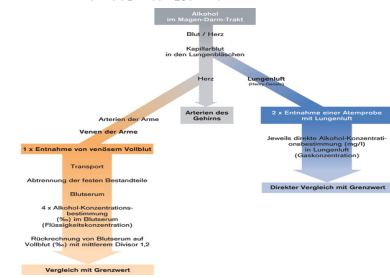 Alkohol
im Magen-Darm-Trakt
Blut / Herz
Kapillarblut
in den Lungenbläschen
Herz
Lungenluft
Arterien der Arme
Venen der Arme
Arterien des
Gehirns
2 x Entnahme einer Atemprobe
mit Lungenluft
1 x Entnahme von venösem Vollblut
Jeweils direkte Alkohol-Konzentrati-
onsbestimmung (mg/l)
in Lungenluft
(Gaskonzentration)
Transport
Abtrennung der festen Bestandteile
Blutserum
Direkter Vergleich mit Grenzwert
4 x Alkohol-Konzentrations-
bestimmung
(‰) im Blutserum
(Flüssigkeitskonzentration)
Rückrechnung von Blutserum auf
Vollblut (‰) mit mittlerem Divisor 1,2
Vergleich mit Grenzwert